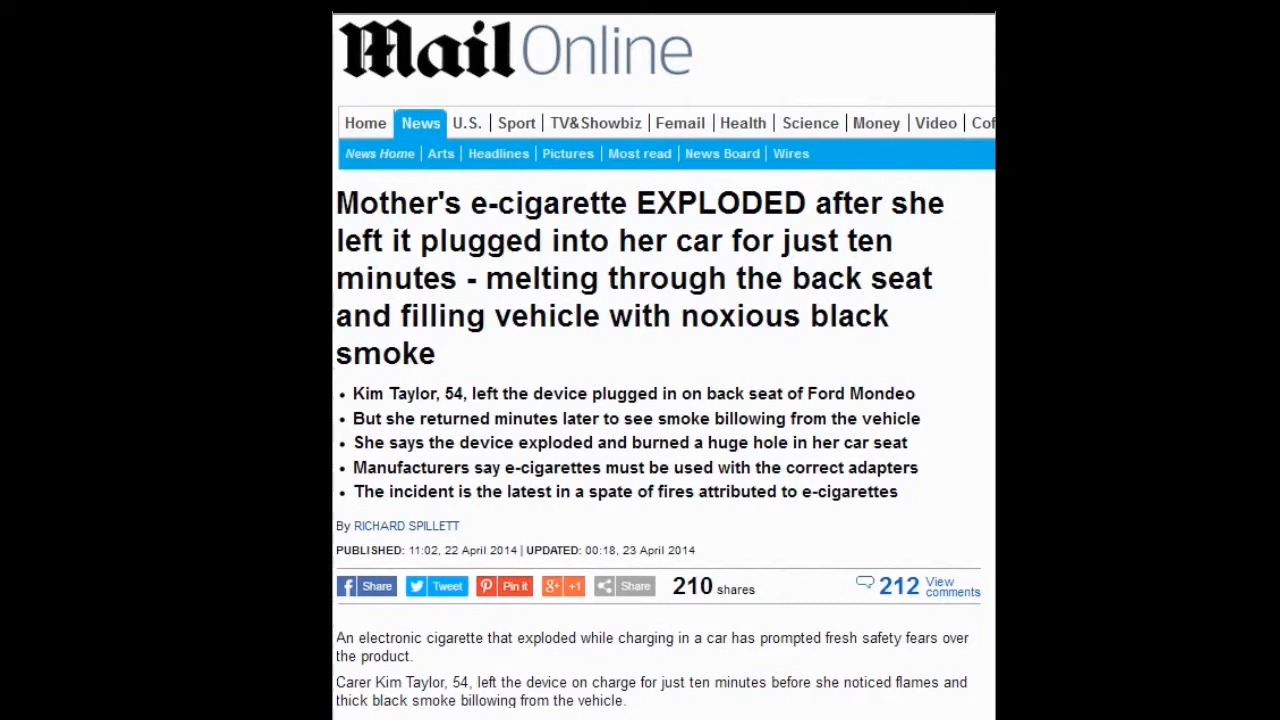 Mail Online
Home News U.S. Sport TV&Showbiz Femail Health Science Money Video Cof
News Home Arts Headlines Pictures Most read News Board Wires
Mother's e-cigarette EXPLODED after she
left it plugged into her car for just ten
minutes - melting through the back seat
and filling vehicle with noxious black
smoke
• Kim Taylor, 54, left the device plugged in on back seat of Ford Mondeo
• But she returned minutes later to see smoke billowing from the vehicle
• She says the device exploded and burned a huge hole in her car seat
• Manufacturers say e-cigarettes must be used with the correct adapters
• The incident is the latest in a spate of fires attributed to e-cigarettes
By RICHARD SPILLETT
PUBLISHED: 11:02, 22 April 2014 | UPDATED: 00:18, 23 April 2014
f Share Tweet Pin it g+ +1 Share 210 shares 212 View comments
An electronic cigarette that exploded while charging in a car has prompted fresh safety fears over
the product.
Carer Kim Taylor, 54, left the device on charge for just ten minutes before she noticed flames and
thick black smoke billowing from the vehicle.